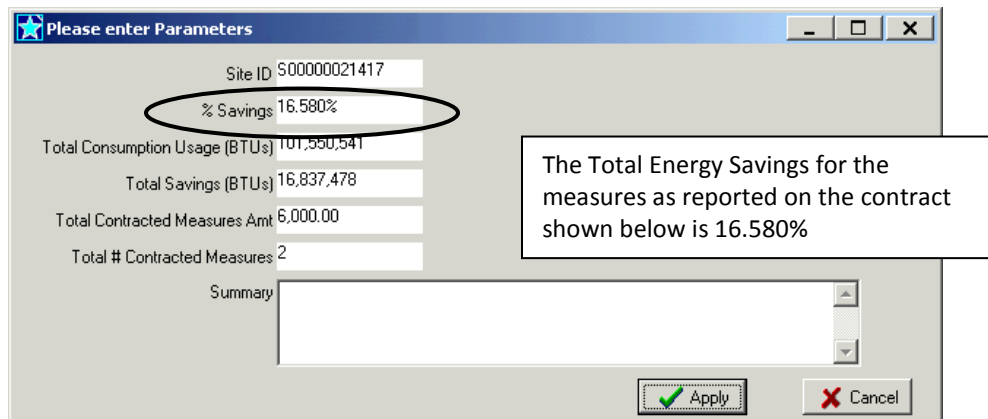 Please enter Parameters
Site ID S00000021417
% Savings 16.580%
Total Consumption Usage (BTUs) 101,550,541
Total Savings (BTUs) 16,837,478
Total Contracted Measures Amt 6,000.00
Total # Contracted Measures 2
Summary
The Total Energy Savings for the
measures as reported on the contract
shown below is 16.580%
Apply
Cancel